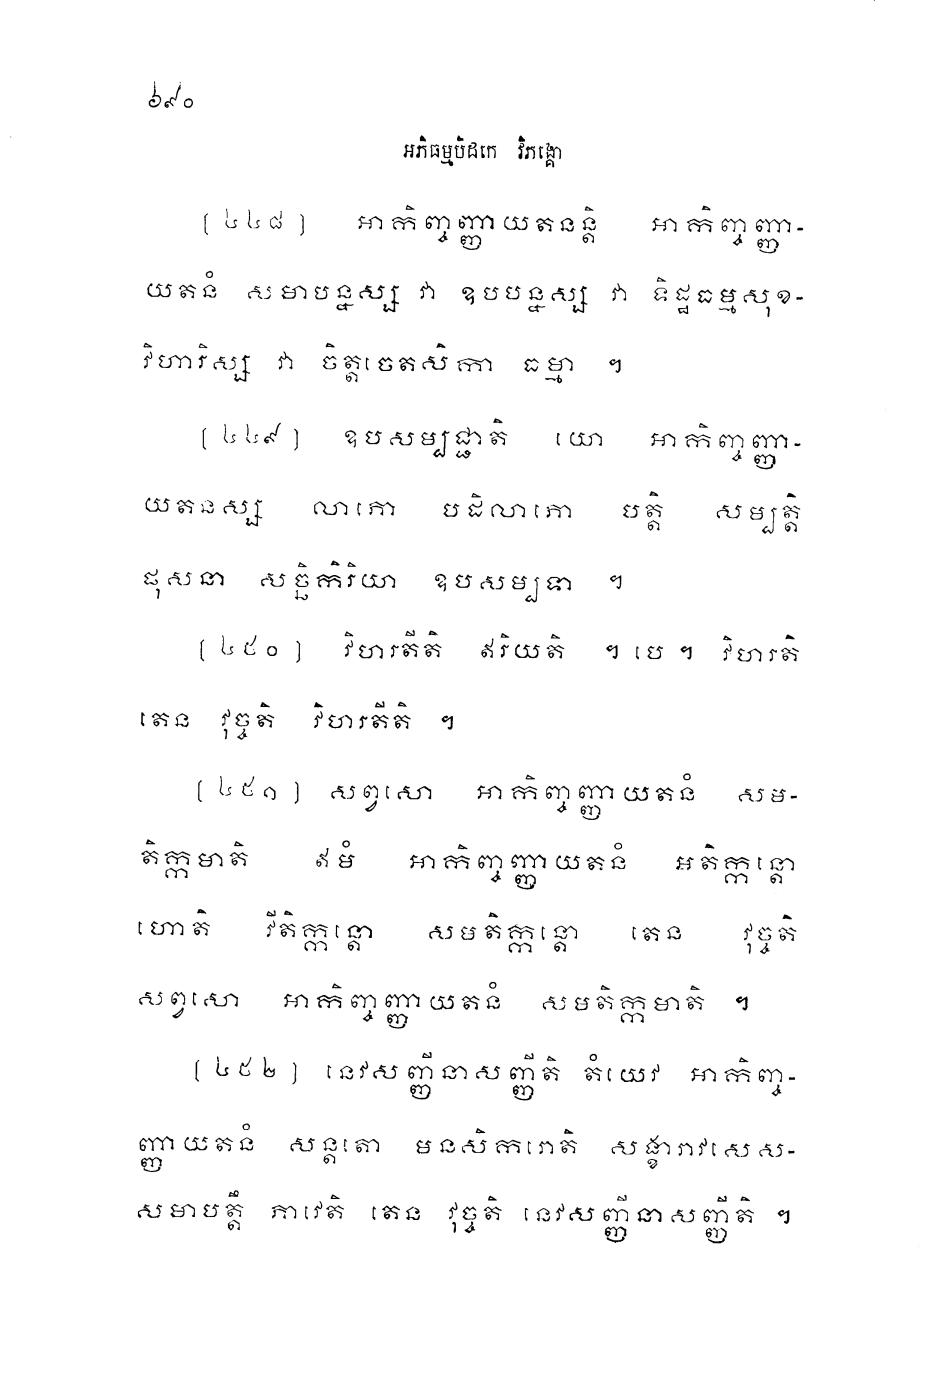 ៦៩០
អភិធម្មបិដកេ វិភង្គោ
[៤៤៨] អាកិញ្ចញ្ញាយតនន្តិ អាកិញ្ចញ្ញា-
យតនំ សមាបន្នស្ស វា ឧបបន្នស្ស វា ទិដ្ឋធម្មសុខ-
វិហារិស្ស វា ចិត្តចេតសិកា ធម្មា ។
[៤៤៩] ឧបសម្បជ្ជាតិ យោ អាកិញ្ចញ្ញា-
យតនស្ស លាភោ បដិលាភោ បត្តិ សម្បត្តិ
ផុសនា សច្ឆិកិរិយា ឧបសម្បទា ។
[៤៥០] វិហរតីតិ ឥរិយតិ ។ បេ ។ វិហរតិ
តេន វុច្ចតិ វិហរតីតិ ។
[៤៥១] សព្វសោ អាកិញ្ចញ្ញាយតនំ សម-
តិក្កមាតិ ឥមំ អាកិញ្ចញ្ញាយតនំ អតិក្កន្តោ
ហោតិ វីតិក្កន្តោ សមតិក្កន្តោ តេន វុច្ចតិ
សព្វសោ អាកិញ្ចញ្ញាយតនំ សមតិក្កមាតិ ។
[៤៥២] នេវសញ្ញីនាសញ្ញីតិ តំយេវ អាកិញ្ច-
ញ្ញាយតនំ សន្តតោ មនសិករោតិ សង្ខារាវសេស-
សមាបត្តឹ ភាវេតិ តេន វុច្ចតិ នេវសញ្ញីនាសញ្ញីតិ ។